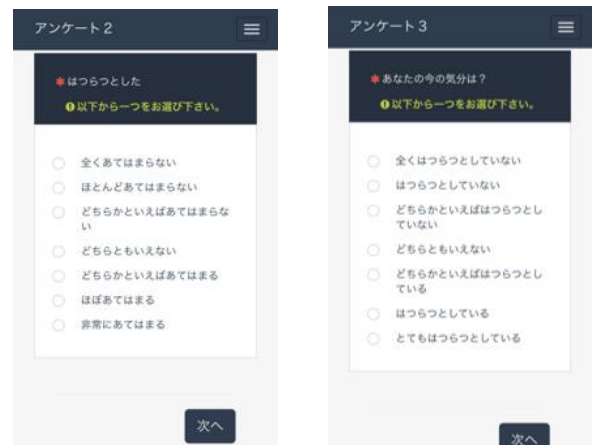 アンケート2
✱はつらつとした
❶以下から一つをお選び下さい。
全くあてはまらない
ほとんどあてはまらない
どちらかといえばあてはまらな
い
どちらともいえない
どちらかといえばあてはまる
ほぼあてはまる
非常にあてはまる
次へ
アンケート3
✱あなたの今の気分は?
❶以下から一つをお選び下さい。
全くはつらつとしていない
はつらつとしていない
どちらかといえばはつらつとし
ていない
どちらともいえない
どちらかといえばはつらつとし
ている
はつらつとしている
とてもはつらつとしている
次へ